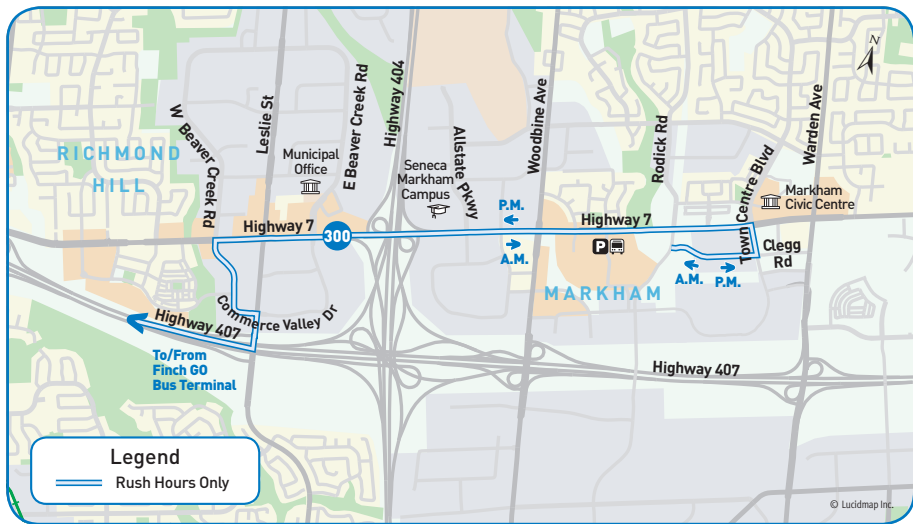 N
W Beaver Creek Rd
Leslie St
E Beaver Creek Rd
Highway 404
Allstate Pkwy
Woodbine Ave
Rodick Rd
Town Centre Blvd
Warden Ave
RICHMOND
HILL
Municipal
Office
Seneca
Markham
Campus
Markham
Civic Centre
P.M.
Highway 7
300
Highway 7
A.M.
P
Clegg
Rd
A.M.
P.M.
MARKHAM
Commerce Valley Dr
Highway 407
To/From
Finch GO
Bus Terminal
Highway 407
Legend
Rush Hours Only
© Lucidmap Inc.